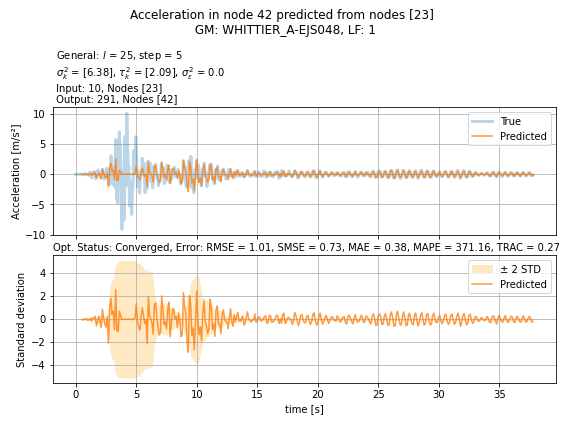 Acceleration in node 42 predicted from nodes [23]
GM: WHITTIER_A-EJS048, LF: 1
General: l = 25, step = 5
σ_k^2 = [6.38], τ_k^2 = [2.09], σ_ε^2 = 0.0
Input: 10, Nodes [23]
Output: 291, Nodes [42]
10
5
0
−5
−10
Acceleration [m/s²]
True
Predicted
Opt. Status: Converged, Error: RMSE = 1.01, SMSE = 0.73, MAE = 0.38, MAPE = 371.16, TRAC = 0.27
4
2
0
−2
−4
Standard deviation
± 2 STD
Predicted
0 5 10 15 20 25 30 35
time [s]